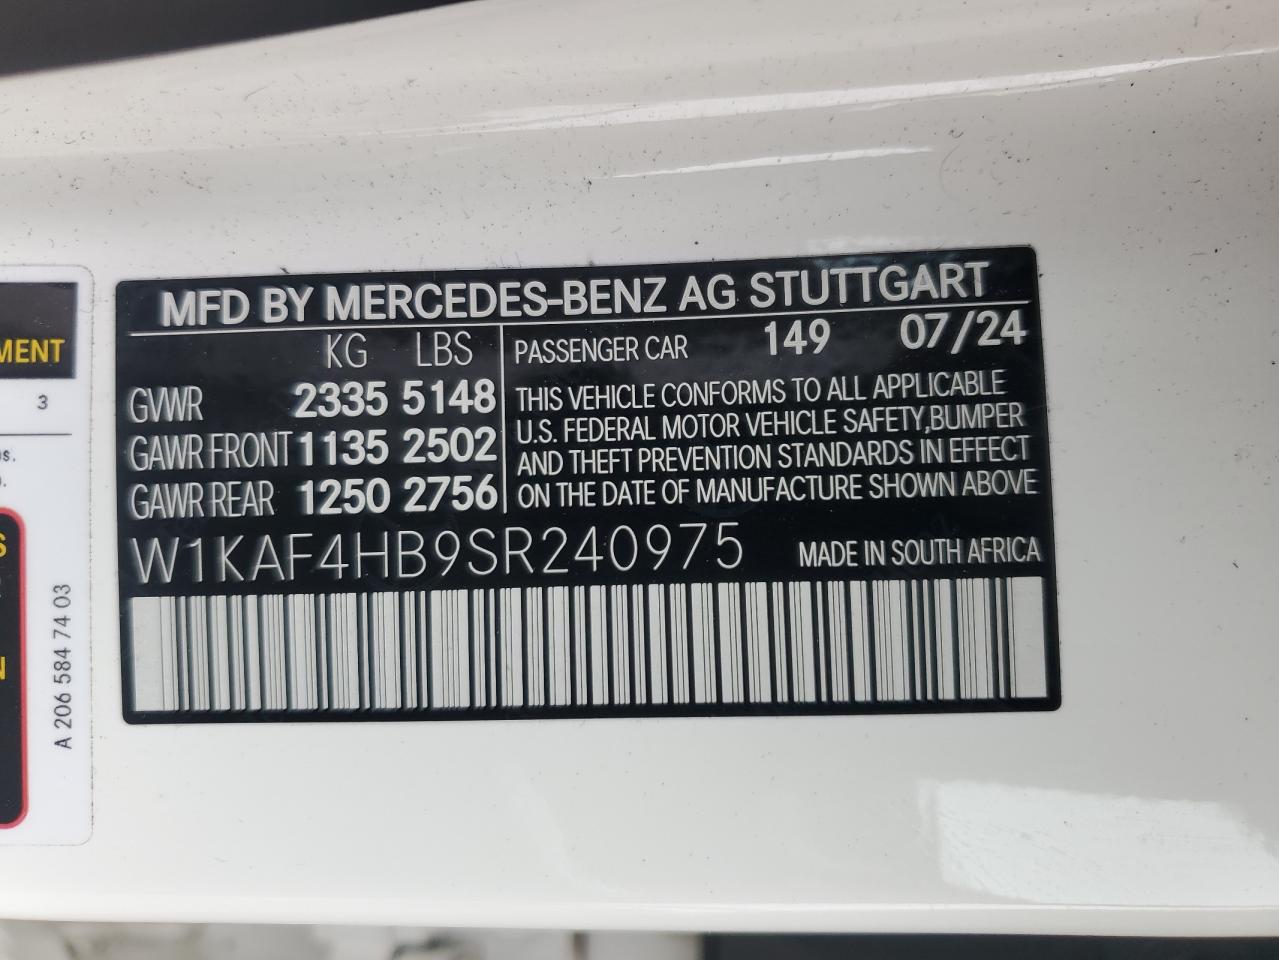 MFD BY MERCEDES-BENZ AG STUTTGART
KG LBS
GVWR 2335 5148
GAWR FRONT 1135 2502
GAWR REAR 1250 2756
PASSENGER CAR 149 07/24
THIS VEHICLE CONFORMS TO ALL APPLICABLE
U.S. FEDERAL MOTOR VEHICLE SAFETY,BUMPER
AND THEFT PREVENTION STANDARDS IN EFFECT
ON THE DATE OF MANUFACTURE SHOWN ABOVE
W1KAF4HB9SR240975 MADE IN SOUTH AFRICA
MENT
3
A 206 584 74 03